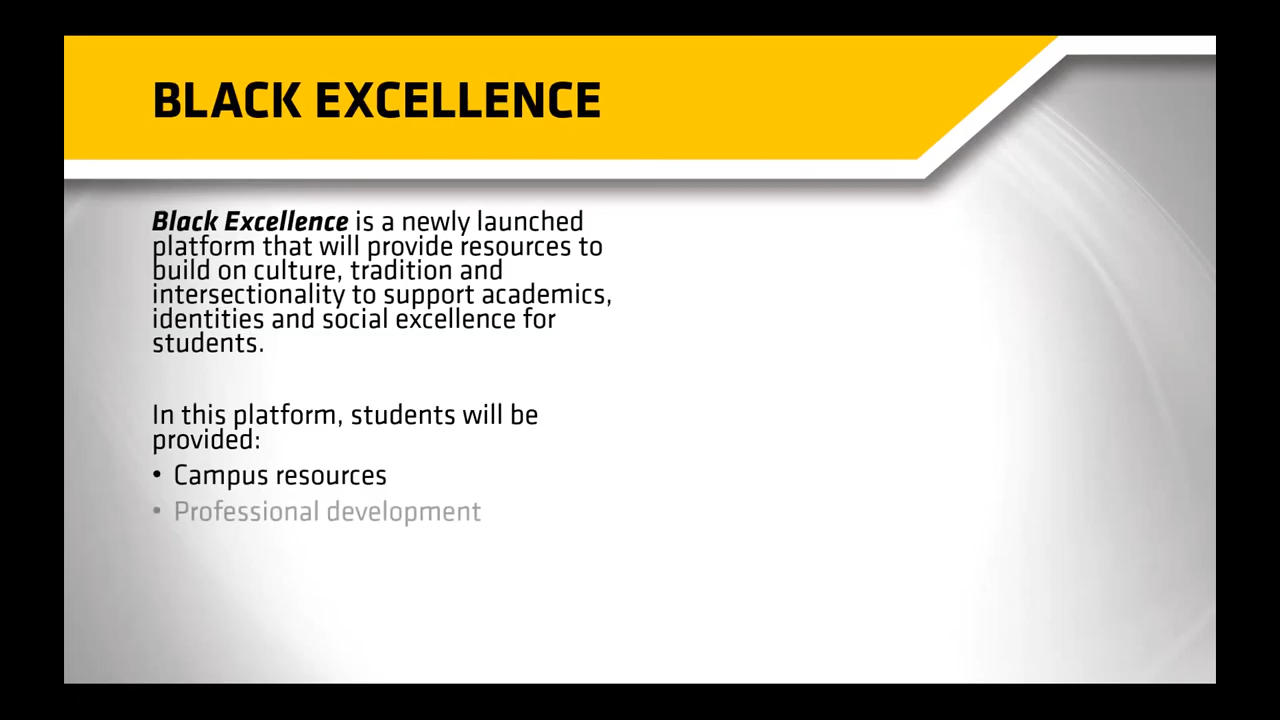 BLACK EXCELLENCE
Black Excellence is a newly launched
platform that will provide resources to
build on culture, tradition and
intersectionality to support academics,
identities and social excellence for
students.
In this platform, students will be
provided:
• Campus resources
• Professional development